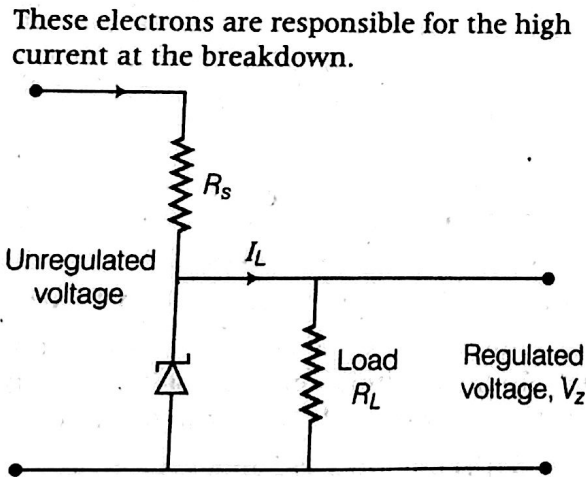 These electrons are responsible for the high
current at the breakdown.
Rs
Unregulated
voltage
IL
Load
RL
Regulated
voltage, Vz